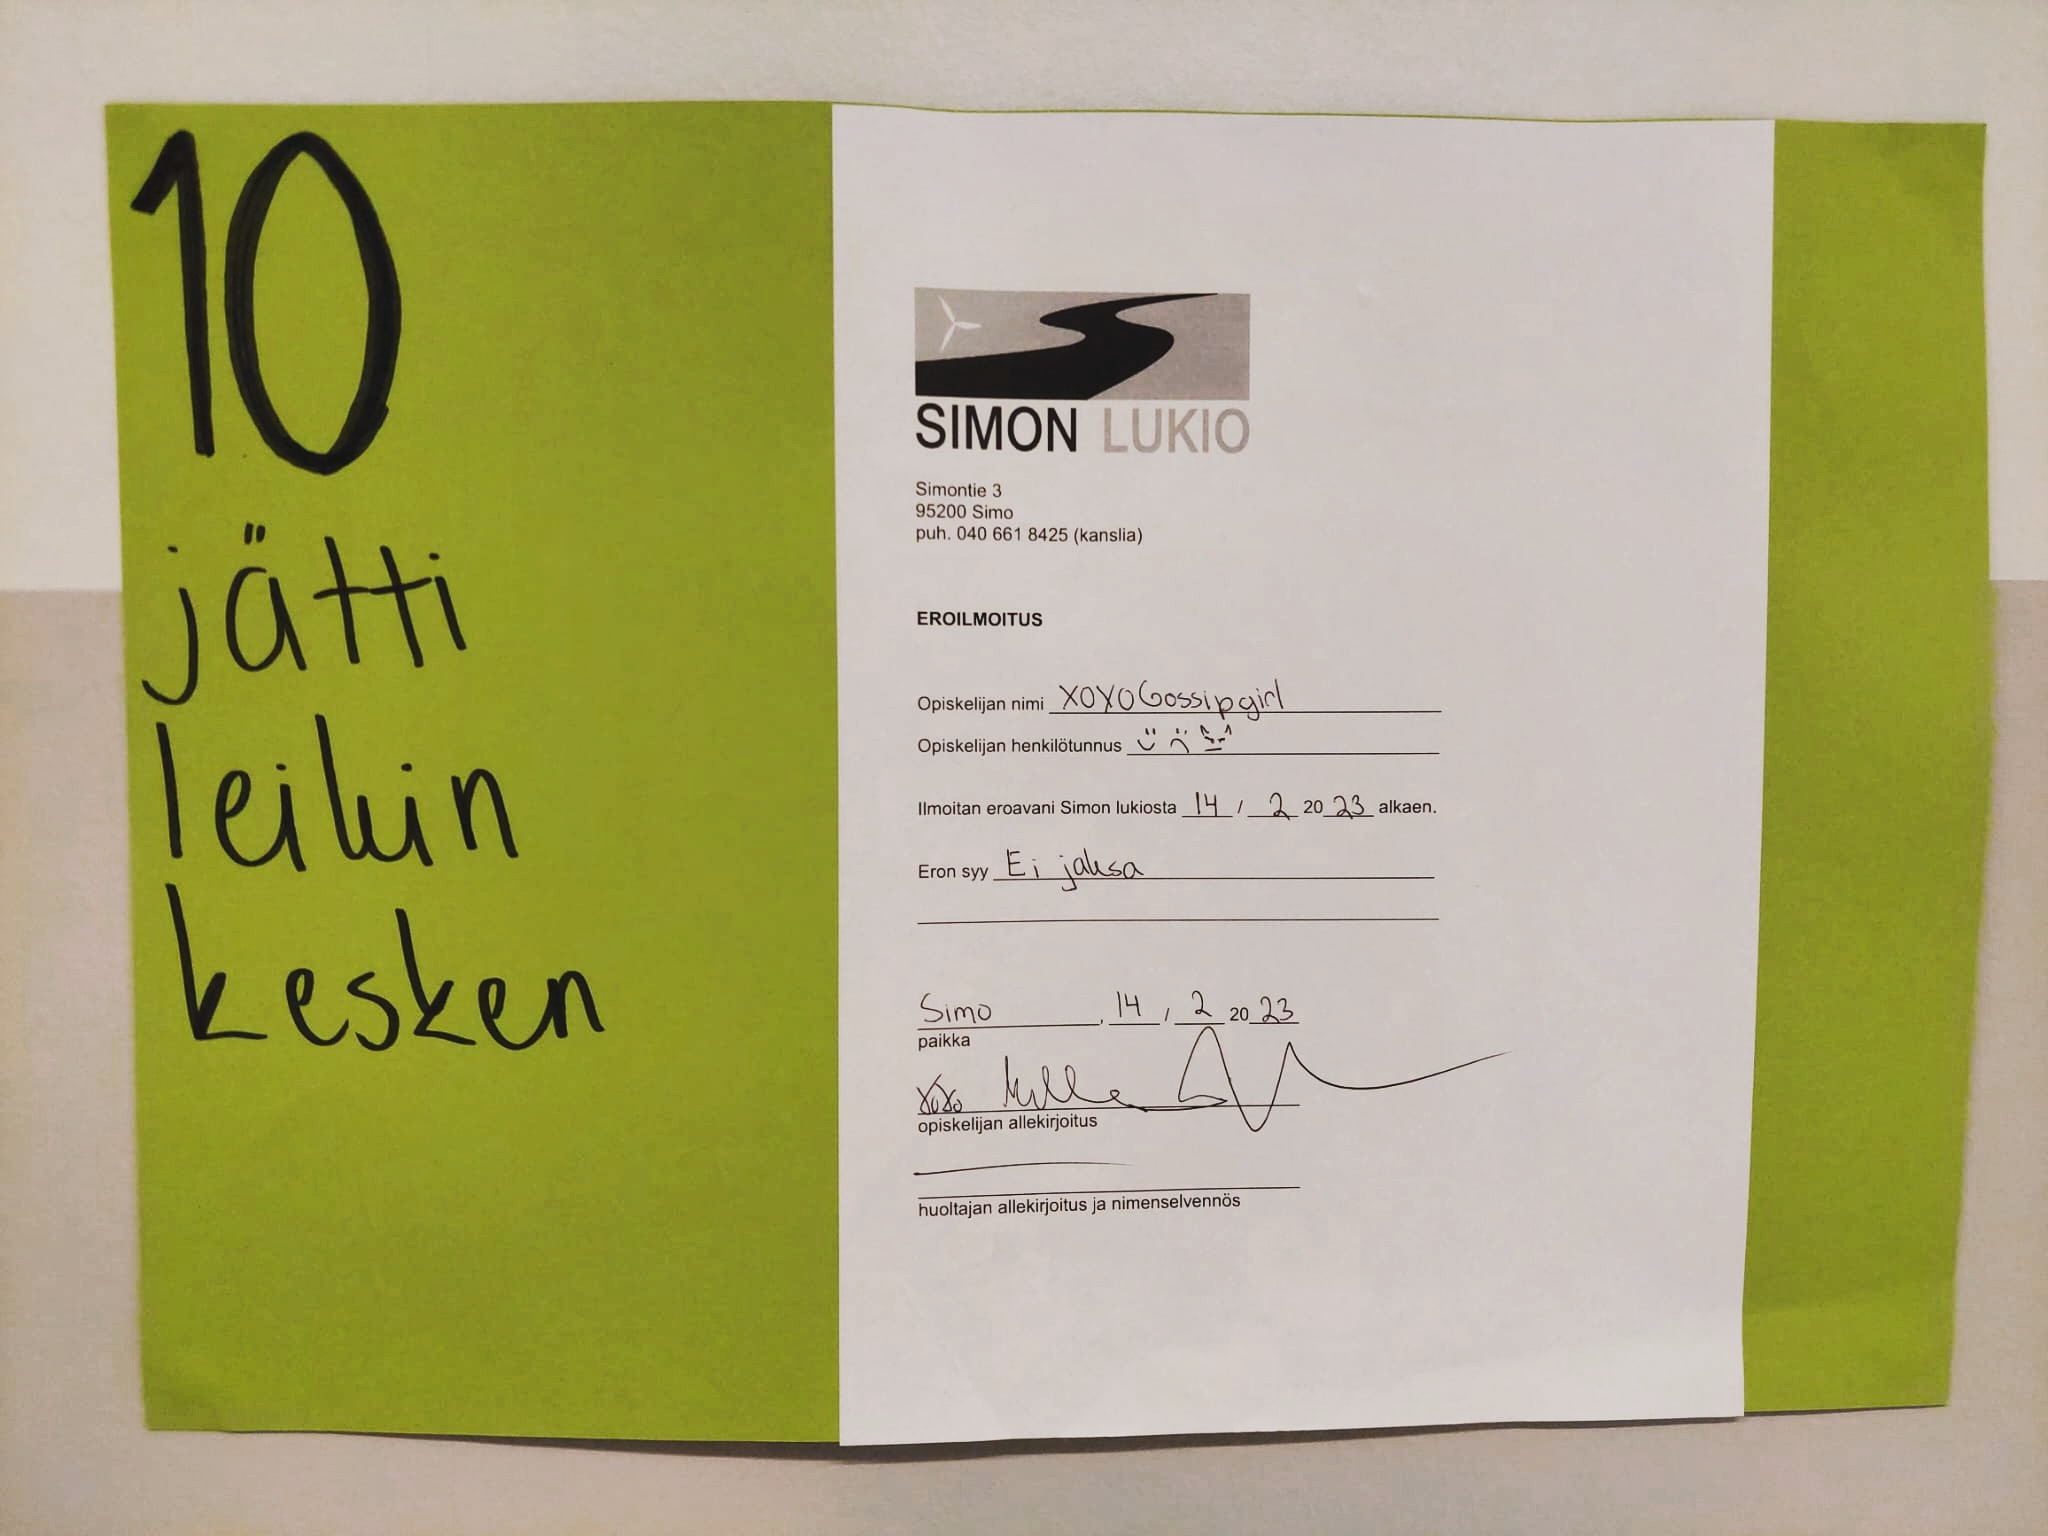 10
jätti
leikin
kesken
SIMON LUKIO
Simontie 3
95200 Simo
puh. 040 661 8425 (kanslia)
EROILMOITUS
Opiskelijan nimi XOXOGossipgirl
Opiskelijan henkilötunnus
Ilmoitan eroavani Simon lukiosta 14 / 2 20 23 alkaen.
Eron syy Ei jaksa
Simo , 14 / 2 20 23
paikka
XoXo
opiskelijan allekirjoitus
huoltajan allekirjoitus ja nimenselvennös